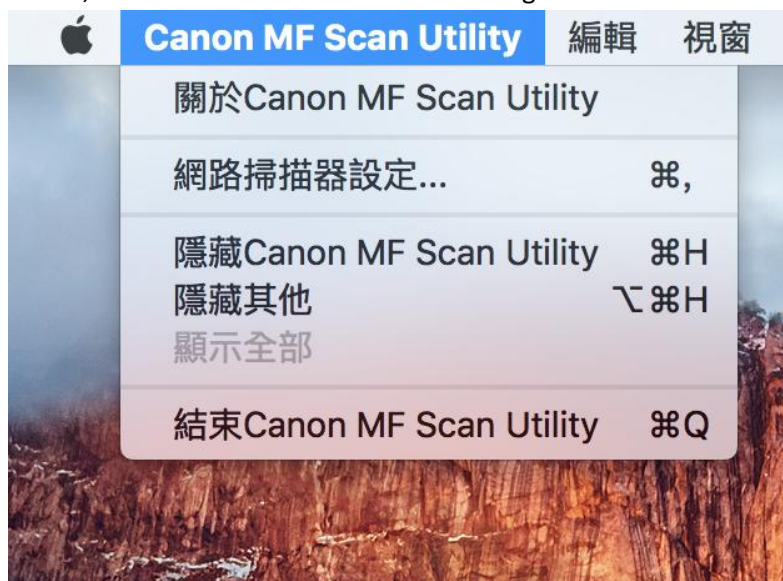 Canon MF Scan Utility 編輯 視窗
關於Canon MF Scan Utility
網路掃描器設定... ⌘,
隱藏Canon MF Scan Utility ⌘H
隱藏其他 ⌥⌘H
顯示全部
結束Canon MF Scan Utility ⌘Q